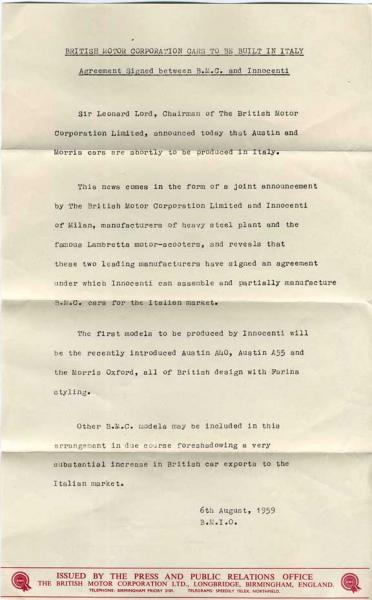 BRITISH MOTOR CORPORATION CARS TO BE BUILT IN ITALY
Agreement Signed between B.M.C. and Innocenti
Sir Leonard Lord, Chairman of The British Motor
Corporation Limited, announced today that Austin and
Morris cars are shortly to be produced in Italy.
This news comes in the form of a joint announcement
by The British Motor Corporation Limited and Innocenti
of Milan, manufacturers of heavy steel plant and the
famous Lambretta motor-scooters, and reveals that
these two leading manufacturers have signed an agreement
under which Innocenti can assemble and partially manufacture
B.M.C. cars for the Italian market.
The first models to be produced by Innocenti will
be the recently introduced Austin A40, Austin A55 and
the Morris Oxford, all of British design with Farina
styling.
Other B.M.C. models may be included in this
arrangement in due course foreshadowing a very
substantial increase in British car exports to the
Italian market.
6th August, 1959
B.M.I.O.
ISSUED BY THE PRESS AND PUBLIC RELATIONS OFFICE
THE BRITISH MOTOR CORPORATION LTD., LONGBRIDGE, BIRMINGHAM, ENGLAND.
TELEPHONE: BIRMINGHAM PRIORY 2101. TELEGRAMS: SPEEDILY TELEX. NORTHFIELD.